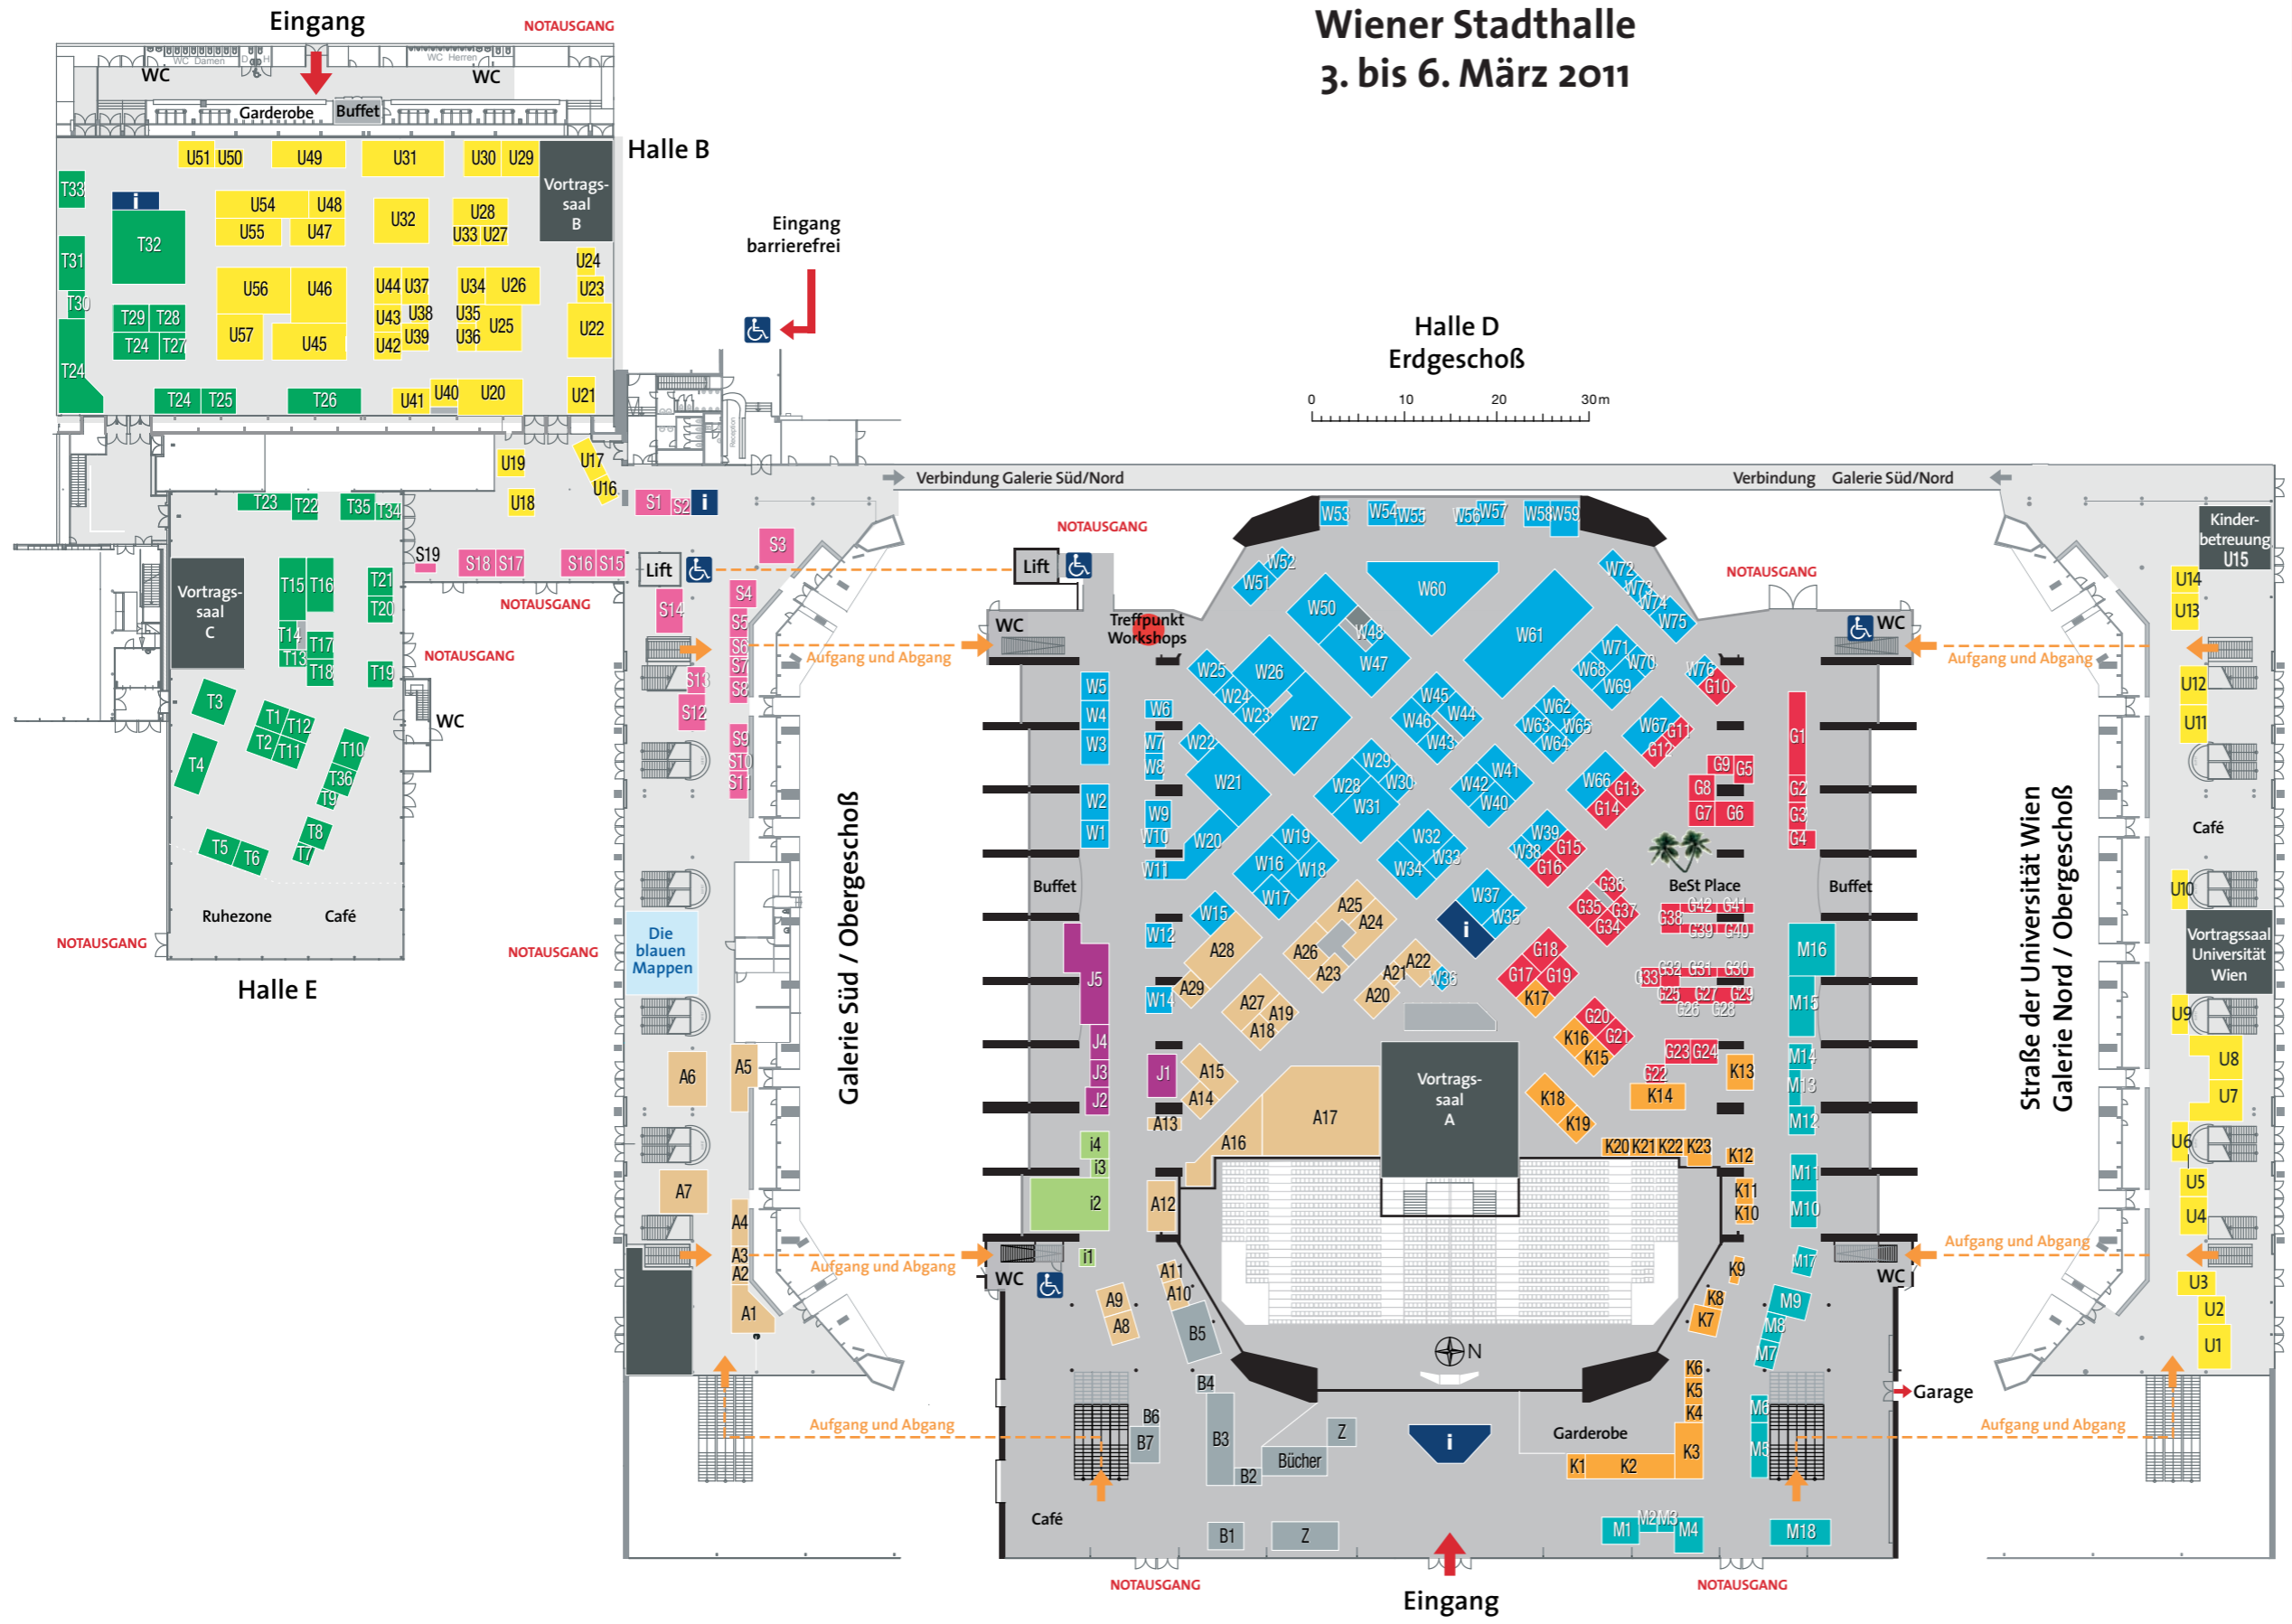 Wiener Stadthalle
3. bis 6. März 2011
Eingang
NOTAUSGANG
WC Damen
D
H
WC Herren
WC
WC
Garderobe
Buffet
Halle B
U51 U50 U49 U31 U30 U29
Vortrags-
saal
B
T33
i
U54 U48
U32
U28
T32
U55 U47
U33 U27
T31
U24
U56 U46 U44 U37 U34 U26 U23
T30
T29 T28
U43 U38 U35 U25 U22
T24 T27
U57 U45 U42 U39 U36
T24
T24 T25 T26 U41 U40 U20 U21
Eingang
barrierefrei
Reception
U19 U17
U18 U16
S1 S2 i
Verbindung Galerie Süd/Nord
Verbindung Galerie Süd/Nord
T23 T22 T35 T34
S3
S19 S18 S17 S16 S15
Lift
NOTAUSGANG
Vortrags-
saal
C
T15 T16 T21
T20
T14 T17
T13 T18 T19
NOTAUSGANG
WC
T3
T1 T12
T2 T11
T10
T4
T36
T9
T8
T5 T6 T7
Ruhezone
Café
NOTAUSGANG
Halle E
NOTAUSGANG
S14 S4
S5
S6
S7
S13 S8
S12
S9
S10
S11
Die
blauen
Mappen
A6 A5
A7
A4
A3
A2
A1
Galerie Süd / Obergeschoß
Aufgang und Abgang
Aufgang und Abgang
Aufgang und Abgang
Halle D
Erdgeschoß
0 10 20 30 m
NOTAUSGANG
Lift
WC
Treffpunkt
Workshops
NOTAUSGANG
WC
W53 W54 W55 W56 W57 W58 W59
W52
W51
W60
W72
W73
W74
W75
W50
W48
W47
W61
W71
W70
W68
W69
W76
G10
W5
W4
W3
W6
W7
W8
W25
W26
W24
W23
W27
W22
W45
W46 W44
W43
W62
W63 W65
W64
W67
G11
G12
G1
W2
W1
W9
W10
W11
W21
W20
W29
W28 W30
W31
W41
W42
W40
W66
G13
G14
G9 G5
G8
G7 G6
G2
G3
G4
W19
W16 W18
W17
W32
W33
W34
W39
W38
G15
G16
BeSt Place
Buffet
Buffet
W15
W12
W14
A25
A24
A28
A26
A23
A29
A22
A21
A20
W36
W37
W35
i
G36
G35 G37
G34
G42 G41
G38
G39 G40
G18
G17 G19
K17
G33 G32 G31 G30
G25 G27 G29
G26 G28
M16
M15
J5
J4
J3
J2
J1
A27
A19
A18
A15
A14
A13
A16
A17
Vortrags-
saal
A
G20
K16
G21
K15
G23 G24
G22
K14
K13
M14
M13
M12
K18
K19
K20 K21 K22 K23
K12
K11
K10
M11
M10
i4
i3
i2
i1
A12
WC
A11
A10
A9
A8
B5
B4
B6
B7
B3
B2
Bücher
Z
B1
Z
Café
N
i
Garderobe
K9
K8
K7
K6
K5
K4
K3
K1 K2
M17
M9
M8
M7
M6
M5
WC
Garage
M1 M2 M3 M4
M18
NOTAUSGANG
Eingang
NOTAUSGANG
Aufgang und Abgang
Aufgang und Abgang
Aufgang und Abgang
Straße der Universität Wien
Galerie Nord / Obergeschoß
Kinder-
betreuung
U15
U14
U13
U12
U11
Café
U10
Vortragssaal
Universität
Wien
U9
U8
U7
U6
U5
U4
U3
U2
U1